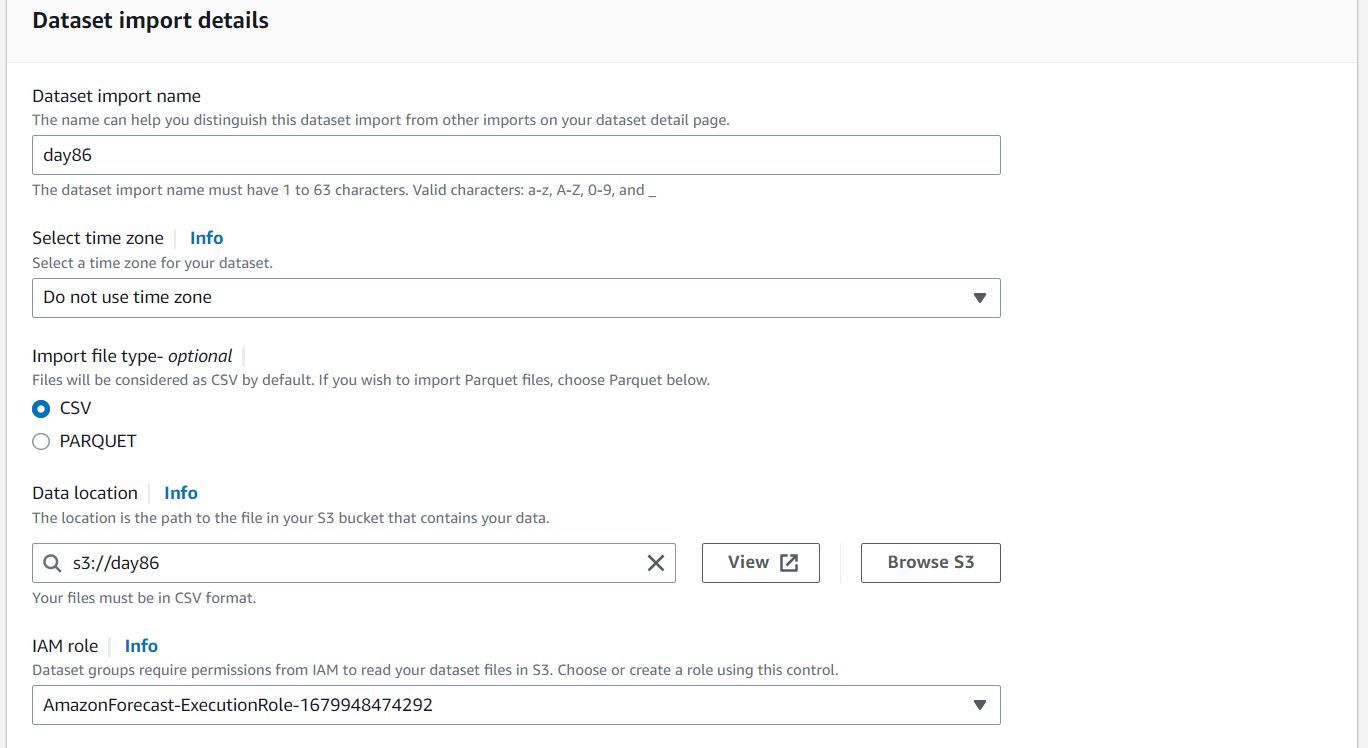 Dataset import details
Dataset import name
The name can help you distinguish this dataset import from other imports on your dataset detail page.
day86
The dataset import name must have 1 to 63 characters. Valid characters: a-z, A-Z, 0-9, and _
Select time zone Info
Select a time zone for your dataset.
Do not use time zone
Import file type- optional
Files will be considered as CSV by default. If you wish to import Parquet files, choose Parquet below.
CSV
PARQUET
Data location Info
The location is the path to the file in your S3 bucket that contains your data.
s3://day86 View Browse S3
Your files must be in CSV format.
IAM role Info
Dataset groups require permissions from IAM to read your dataset files in S3. Choose or create a role using this control.
AmazonForecast-ExecutionRole-1679948474292